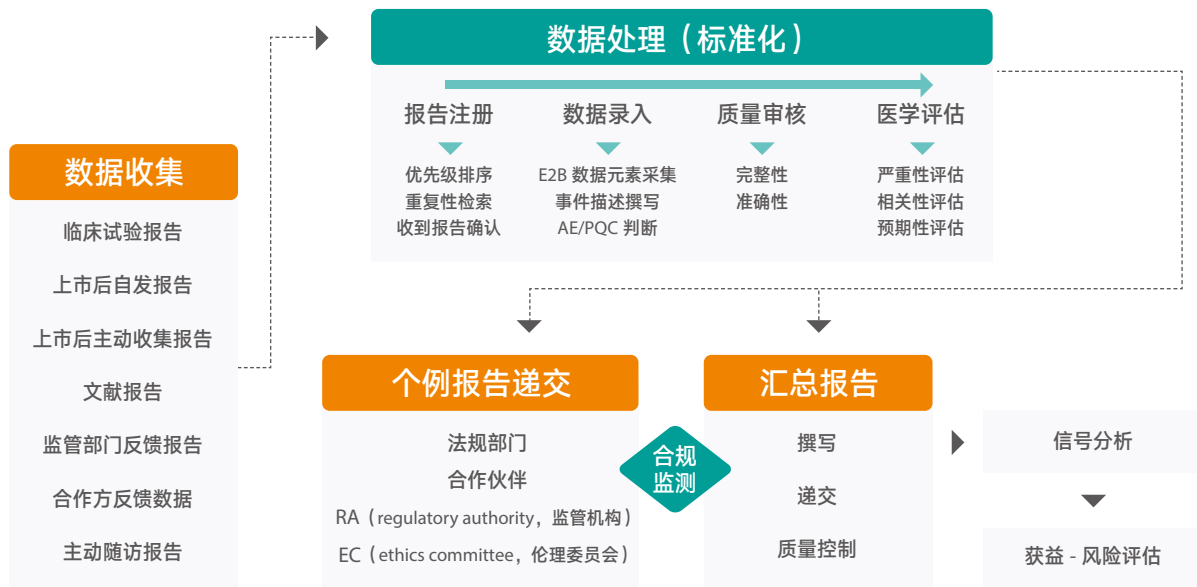 数据处理（标准化）
报告注册
数据录入
质量审核
医学评估
优先级排序
重复性检索
收到报告确认
E2B 数据元素采集
事件描述撰写
AE/PQC 判断
完整性
准确性
严重性评估
相关性评估
预期性评估
数据收集
临床试验报告
上市后自发报告
上市后主动收集报告
文献报告
监管部门反馈报告
合作方反馈数据
主动随访报告
个例报告递交
法规部门
合作伙伴
RA（regulatory authority，监管机构）
EC（ethics committee，伦理委员会）
合规
监测
汇总报告
撰写
递交
质量控制
信号分析
获益 - 风险评估